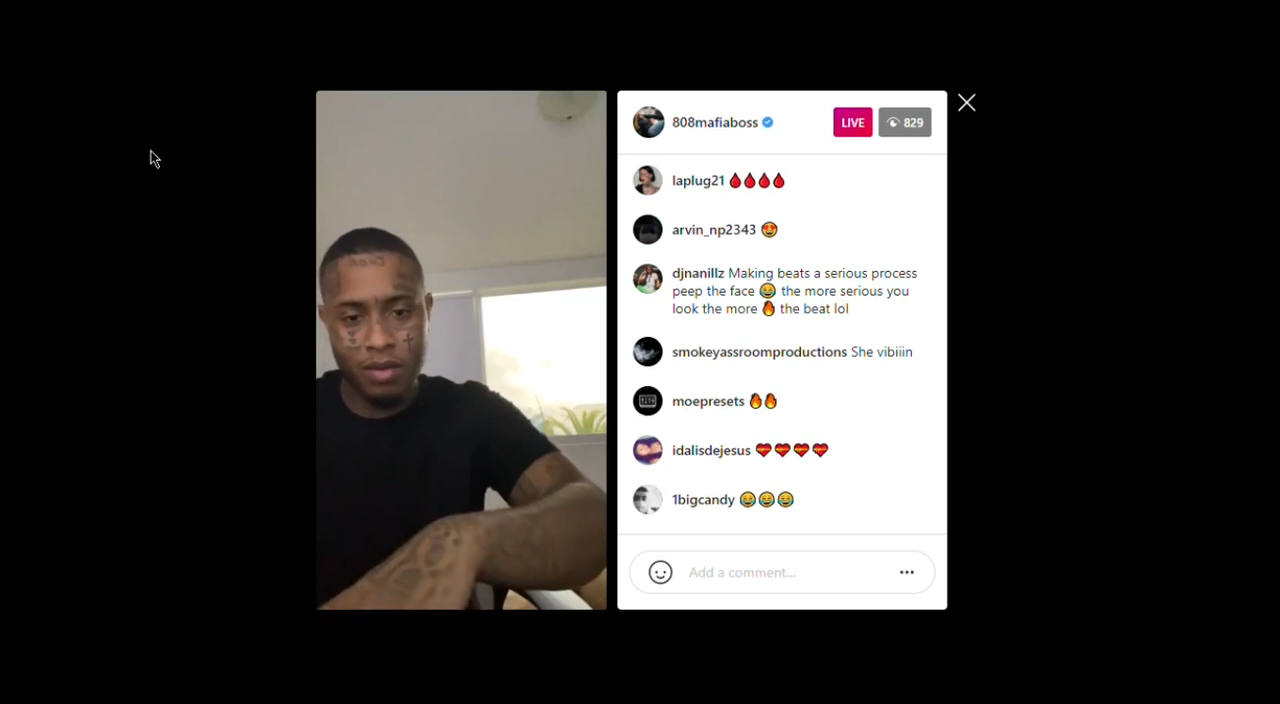 808mafiaboss
LIVE
829
laplug21 🩸🩸🩸🩸
arvin_np2343 😍
djnanillz Making beats a serious process
peep the face 😂 the more serious you
look the more 🔥 the beat lol
smokeyassroomproductions She vibiiin
moepresets 🔥🔥
idalisdejesus 💝💝💝💝
1bigcandy 😂😂😂
Add a comment...